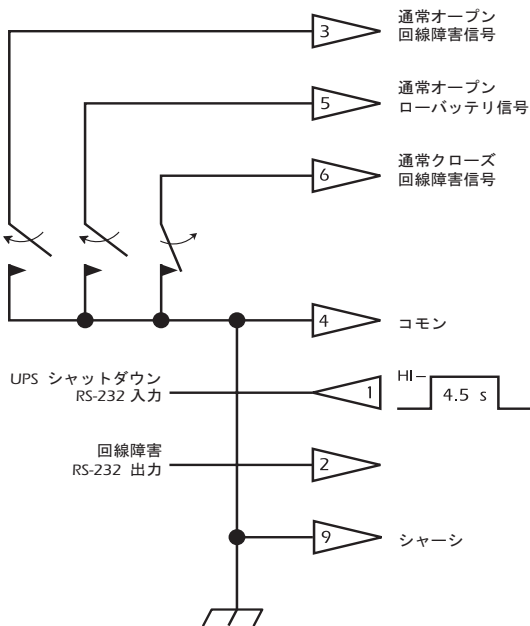 3
通常オープン
回線障害信号
5
通常オープン
ローバッテリ信号
6
通常クローズ
回線障害信号
4
コモン
UPS シャットダウン
RS-232 入力
1
HI
4.5 s
回線障害
RS-232 出力
2
9
シャーシ